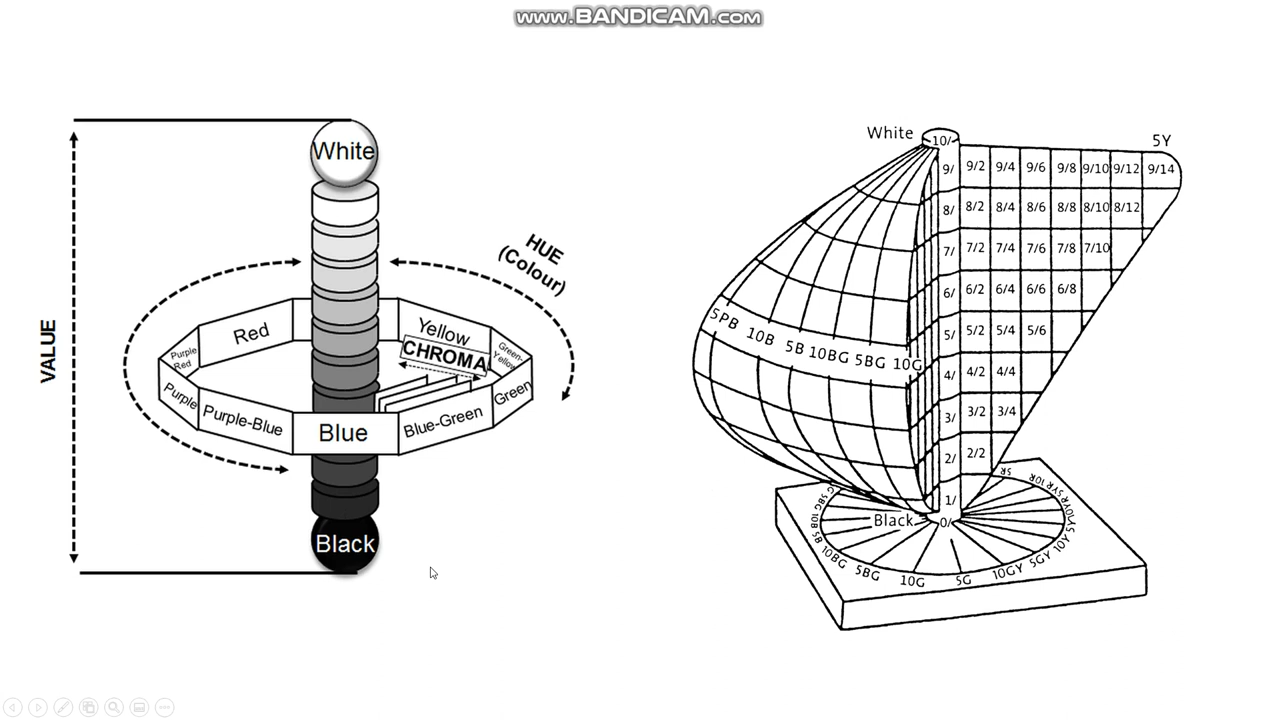 www.BANDICAM.com
White
VALUE
HUE
(Colour)
Red
Yellow
Purple
Red
Green-
Yellow
CHROMA
Purple
Purple-Blue
Blue
Blue-Green
Green
Black
White
10/
5Y
9/ 9/2 9/4 9/6 9/8 9/10 9/12 9/14
8/ 8/2 8/4 8/6 8/8 8/10 8/12
7/ 7/2 7/4 7/6 7/8 7/10
6/ 6/2 6/4 6/6 6/8
5/ 5/2 5/4 5/6
4/ 4/2 4/4
3/ 3/2 3/4
2/ 2/2
1/
0/
5PB 10B 5B 10BG 5BG 10G
Black
5R 10R 5YR 10YR 5Y 10Y 5GY 10GY 5G 10G 5BG 10BG 5B 10B